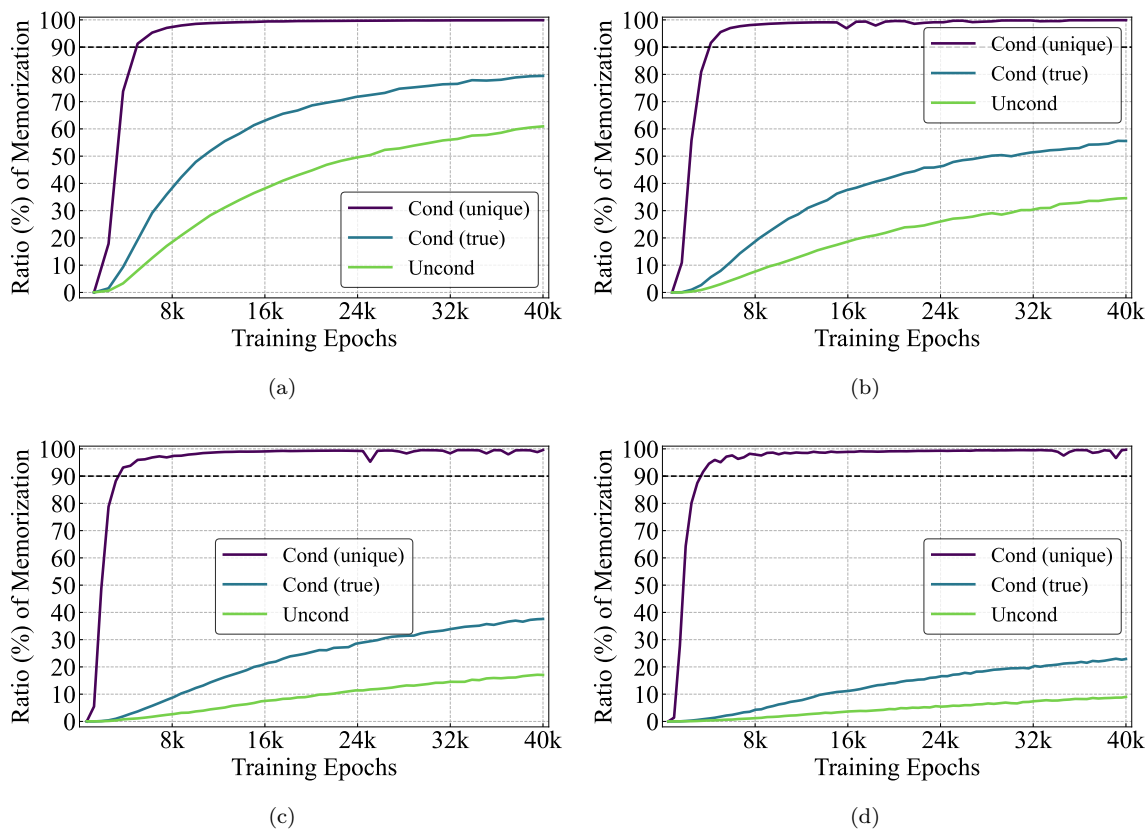 Ratio (%) of Memorization
100
90
80
70
60
50
40
30
20
10
0
Cond (unique)
Cond (true)
Uncond
8k 16k 24k 32k 40k
Training Epochs
(a)
Ratio (%) of Memorization
100
90
80
70
60
50
40
30
20
10
0
Cond (unique)
Cond (true)
Uncond
8k 16k 24k 32k 40k
Training Epochs
(b)
Ratio (%) of Memorization
100
90
80
70
60
50
40
30
20
10
0
Cond (unique)
Cond (true)
Uncond
8k 16k 24k 32k 40k
Training Epochs
(c)
Ratio (%) of Memorization
100
90
80
70
60
50
40
30
20
10
0
Cond (unique)
Cond (true)
Uncond
8k 16k 24k 32k 40k
Training Epochs
(d)